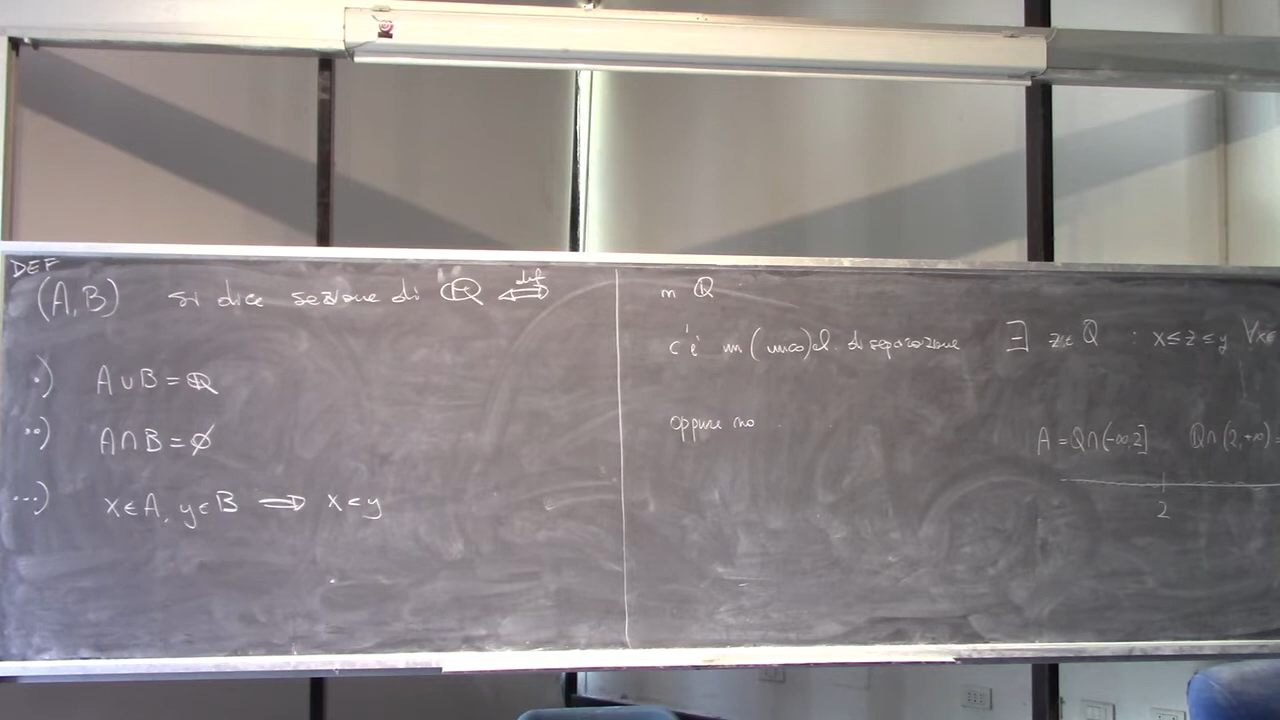 DEF
(A,B) si dice sezione di Q ⟺ def
.) A∪B = Q
..) A∩B = ∅
...) x∈A, y∈B ⟹ x<y
in Q
c'è un (unico) el. di separazione ∃ z∈Q : x≤z≤y ∀x∈
oppure no
A = Q∩(-∞,2] Q∩(2,+∞) =
2